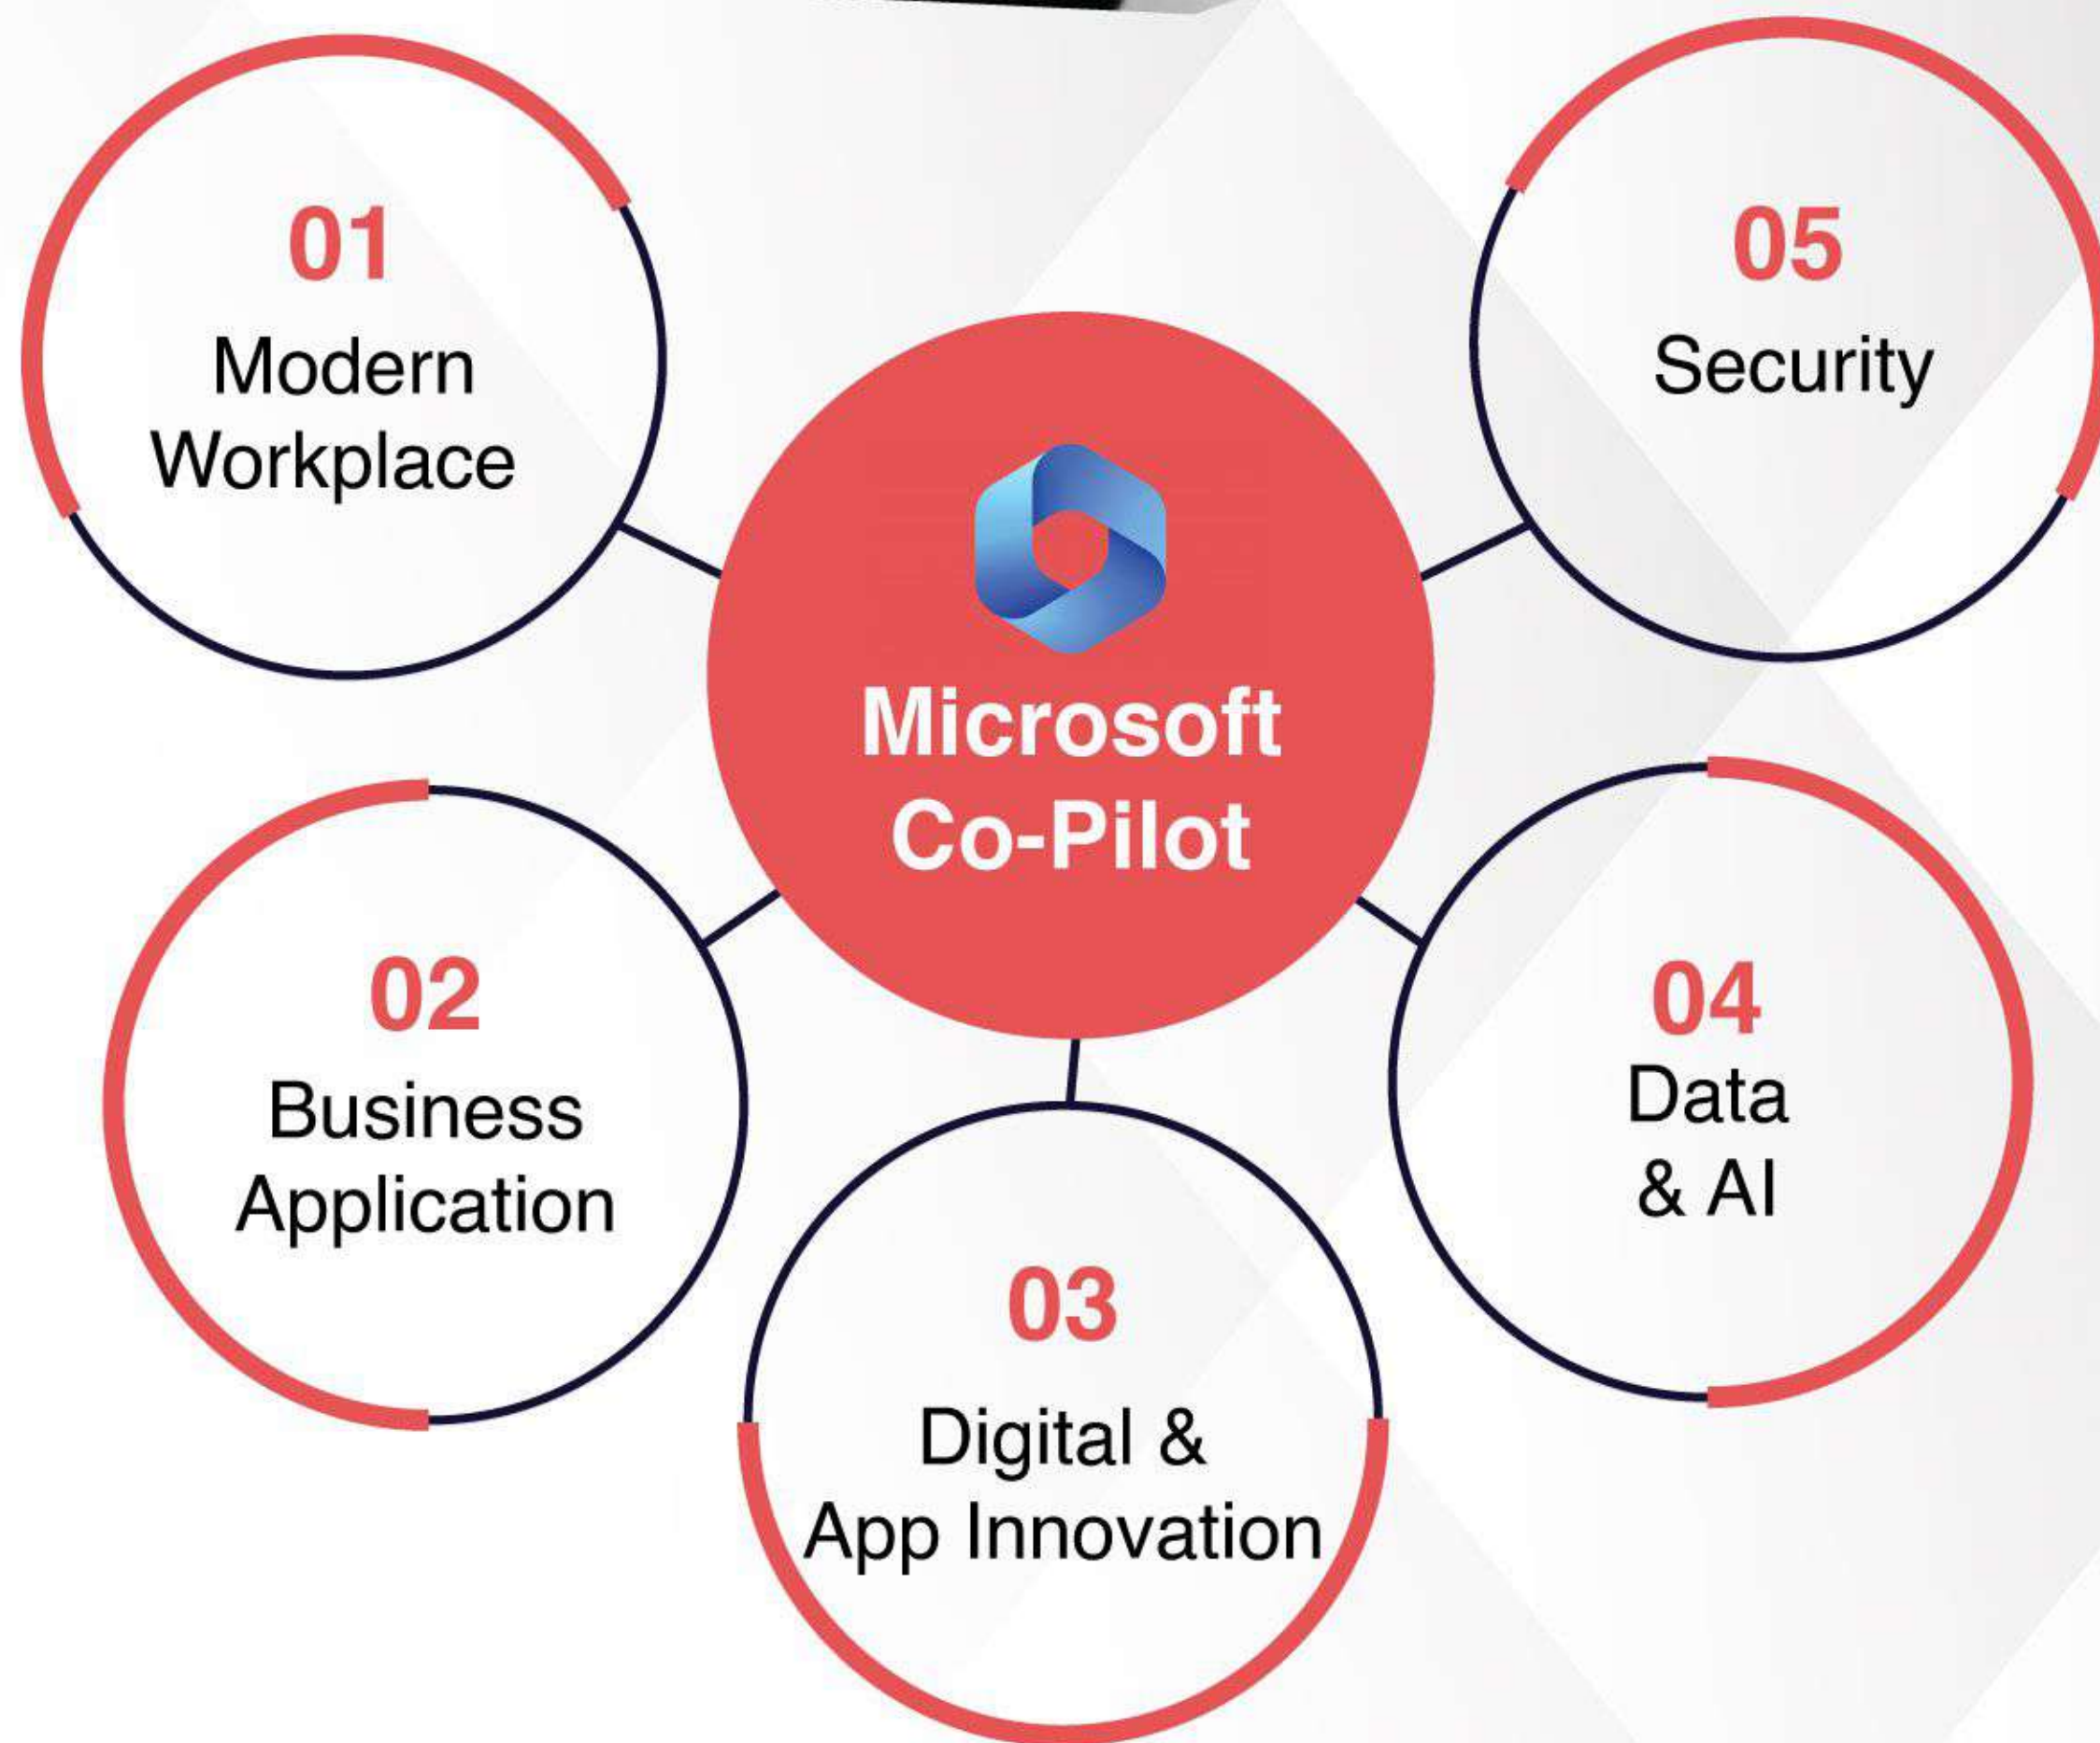 01
Modern
Workplace
05
Security
Microsoft
Co-Pilot
02
Business
Application
04
Data
& AI
03
Digital &
App Innovation